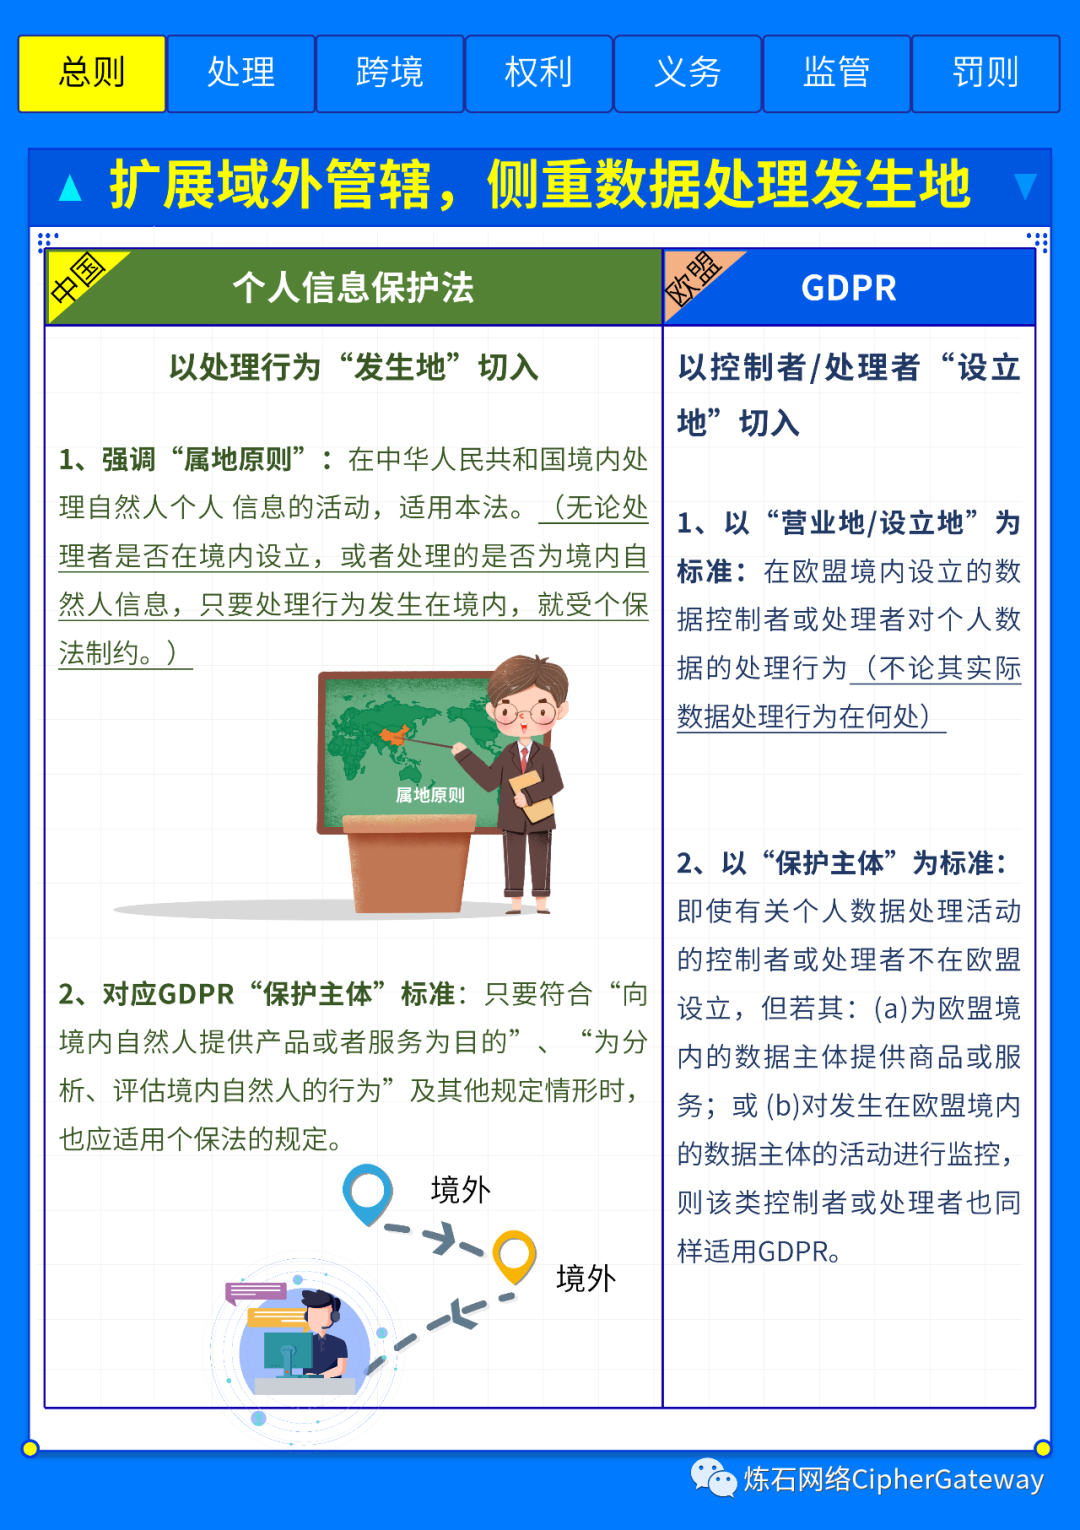 总则 处理 跨境 权利 义务 监管 罚则
扩展域外管辖，侧重数据处理发生地
中国
个人信息保护法
以处理行为“发生地”切入
1、强调“属地原则”：在中华人民共和国境内处
理自然人个人 信息的活动，适用本法。（无论处
理者是否在境内设立，或者处理的是否为境内自
然人信息，只要处理行为发生在境内，就受个保
法制约。）
属地原则
2、对应GDPR“保护主体”标准：只要符合“向
境内自然人提供产品或者服务为目的”、“为分
析、评估境内自然人的行为”及其他规定情形时，
也应适用个保法的规定。
境外
境外
欧盟
GDPR
以控制者/处理者“设立
地”切入
1、以“营业地/设立地”为
标准：在欧盟境内设立的数
据控制者或处理者对个人数
据的处理行为（不论其实际
数据处理行为在何处）
2、以“保护主体”为标准：
即使有关个人数据处理活动
的控制者或处理者不在欧盟
设立，但若其：(a)为欧盟境
内的数据主体提供商品或服
务；或 (b)对发生在欧盟境内
的数据主体的活动进行监控，
则该类控制者或处理者也同
样适用GDPR。
炼石网络CipherGateway